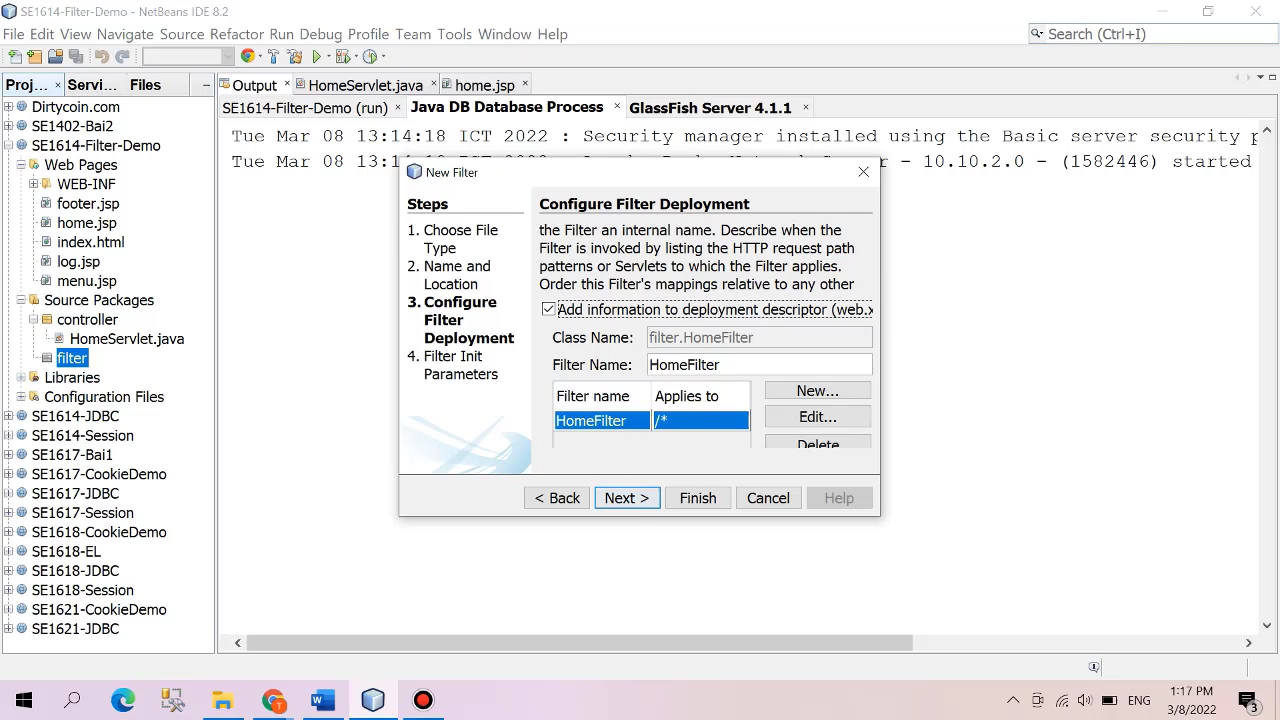 SE1614-Filter-Demo - NetBeans IDE 8.2
File Edit View Navigate Source Refactor Run Debug Profile Team Tools Window Help
Search (Ctrl+I)
Proj... Servi... Files
Output HomeServlet.java home.jsp
SE1614-Filter-Demo (run) Java DB Database Process GlassFish Server 4.1.1
Tue Mar 08 13:14:18 ICT 2022 : Security manager installed using the Basic server security p
- 10.10.2.0 - (1582446) started
Dirtycoin.com
SE1402-Bai2
SE1614-Filter-Demo
Web Pages
WEB-INF
footer.jsp
home.jsp
index.html
log.jsp
menu.jsp
Source Packages
controller
HomeServlet.java
filter
Libraries
Configuration Files
SE1614-JDBC
SE1614-Session
SE1617-Bai1
SE1617-CookieDemo
SE1617-JDBC
SE1617-Session
SE1618-CookieDemo
SE1618-EL
SE1618-JDBC
SE1618-Session
SE1621-CookieDemo
SE1621-JDBC
New Filter
Steps
1. Choose File
Type
2. Name and
Location
3. Configure
Filter
Deployment
4. Filter Init
Parameters
Configure Filter Deployment
the Filter an internal name. Describe when the
Filter is invoked by listing the HTTP request path
patterns or Servlets to which the Filter applies.
Order this Filter's mappings relative to any other
Add information to deployment descriptor (web.x
Class Name: filter.HomeFilter
Filter Name: HomeFilter
Filter name Applies to
HomeFilter /*
New...
Edit...
Delete
< Back Next > Finish Cancel Help
ENG
1:17 PM
3/8/2022
3